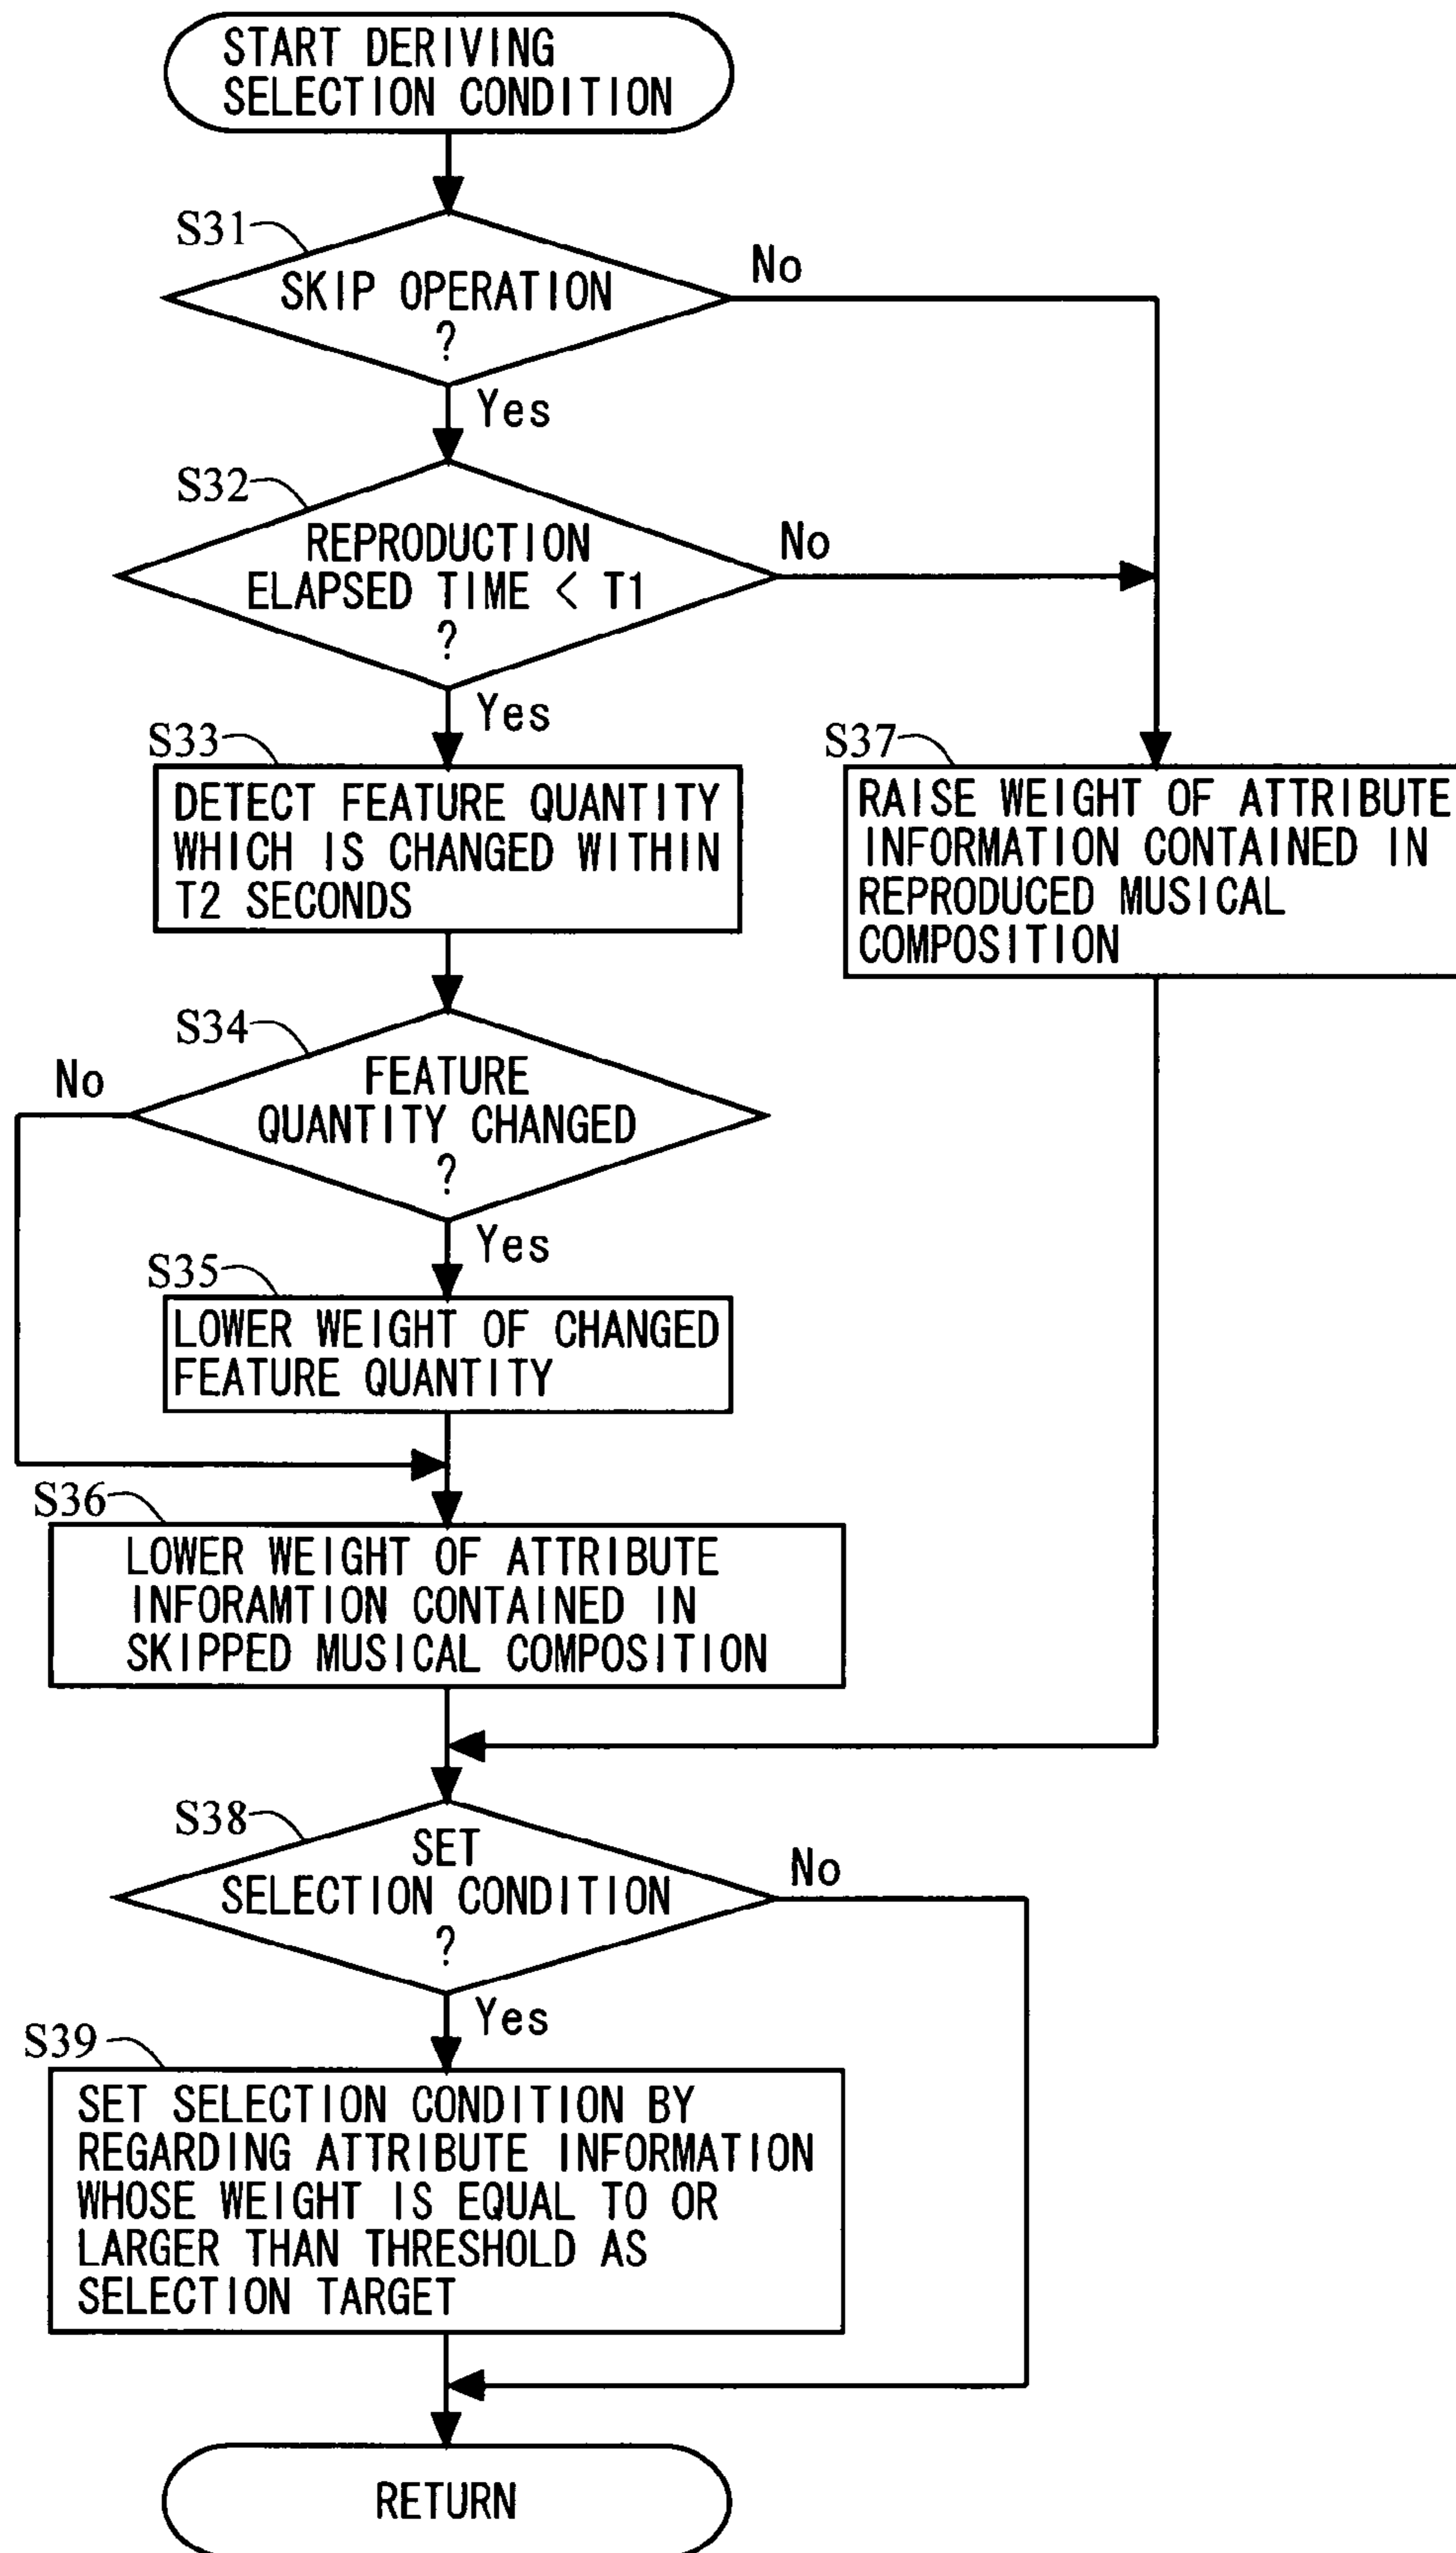 START DERIVING
SELECTION CONDITION
S31
SKIP OPERATION
?
No
Yes
S32
REPRODUCTION
ELAPSED TIME < T1
?
No
Yes
S33
DETECT FEATURE QUANTITY
WHICH IS CHANGED WITHIN
T2 SECONDS
S37
RAISE WEIGHT OF ATTRIBUTE
INFORMATION CONTAINED IN
REPRODUCED MUSICAL
COMPOSITION
S34
FEATURE
QUANTITY CHANGED
?
No
Yes
S35
LOWER WEIGHT OF CHANGED
FEATURE QUANTITY
S36
LOWER WEIGHT OF ATTRIBUTE
INFORAMTION CONTAINED IN
SKIPPED MUSICAL COMPOSITION
S38
SET
SELECTION CONDITION
?
No
Yes
S39
SET SELECTION CONDITION BY
REGARDING ATTRIBUTE INFORMATION
WHOSE WEIGHT IS EQUAL TO OR
LARGER THAN THRESHOLD AS
SELECTION TARGET
RETURN